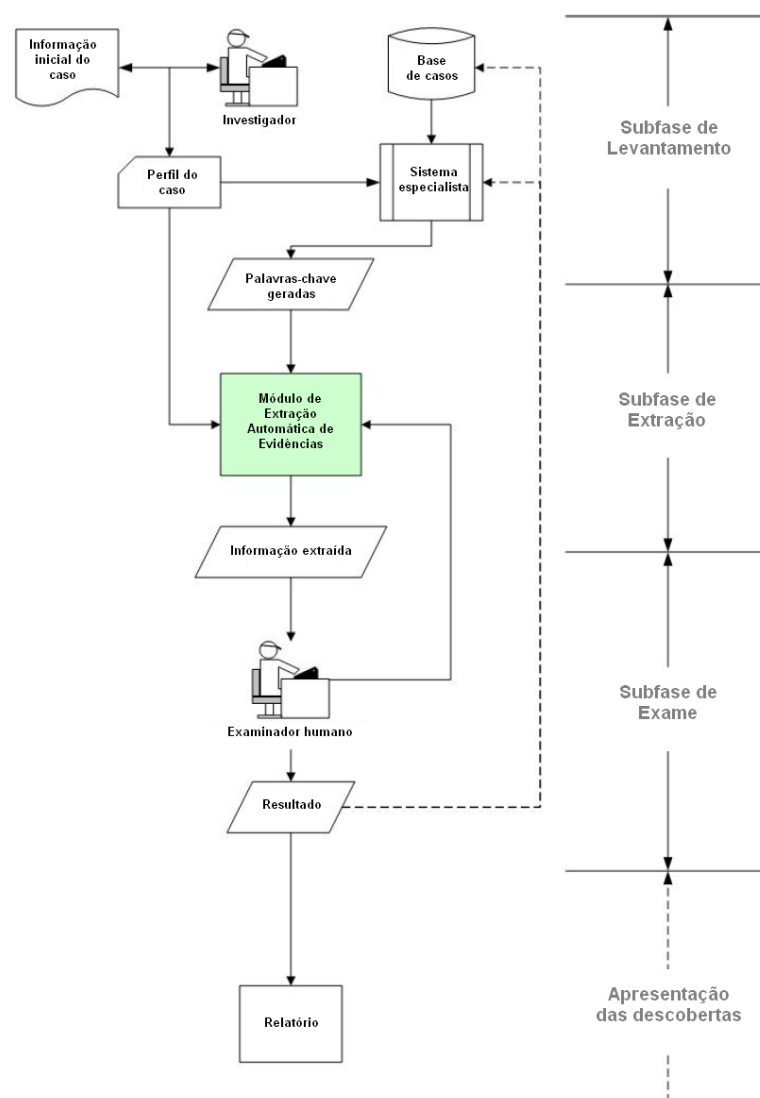 Informação
inicial do
caso
Investigador
Base
de casos
Subfase de
Levantamento
Perfil do
caso
Sistema
especialista
Palavras-chave
geradas
Módulo de
Extração
Automática de
Evidências
Subfase de
Extração
Informação extraída
Examinador humano
Subfase de
Exame
Resultado
Relatório
Apresentação
das descobertas